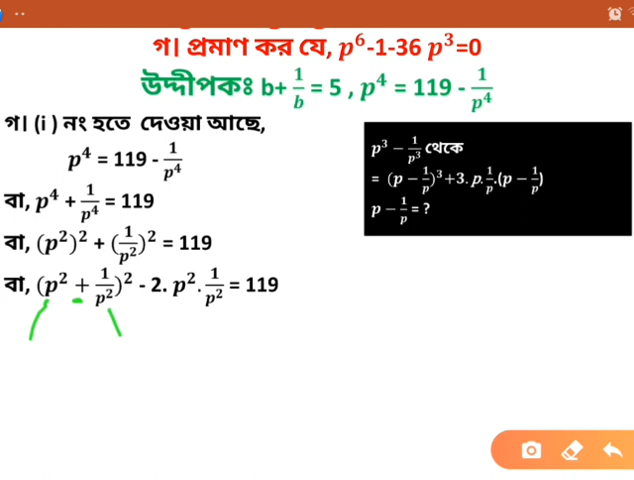 গ। প্রমাণ কর যে, p⁶-1-36 p³=0
উদ্দীপকঃ b+ 1/b = 5 , p⁴ = 119 - 1/p⁴
গ। (i ) নং হতে দেওয়া আছে,
p⁴ = 119 - 1/p⁴
বা, p⁴ + 1/p⁴ = 119
বা, (p²)² + (1/p²)² = 119
বা, (p² + 1/p²)² - 2. p². 1/p² = 119
p³ − 1/p³ থেকে
= (p − 1/p)³+3. p. 1/p.(p − 1/p)
p − 1/p = ?